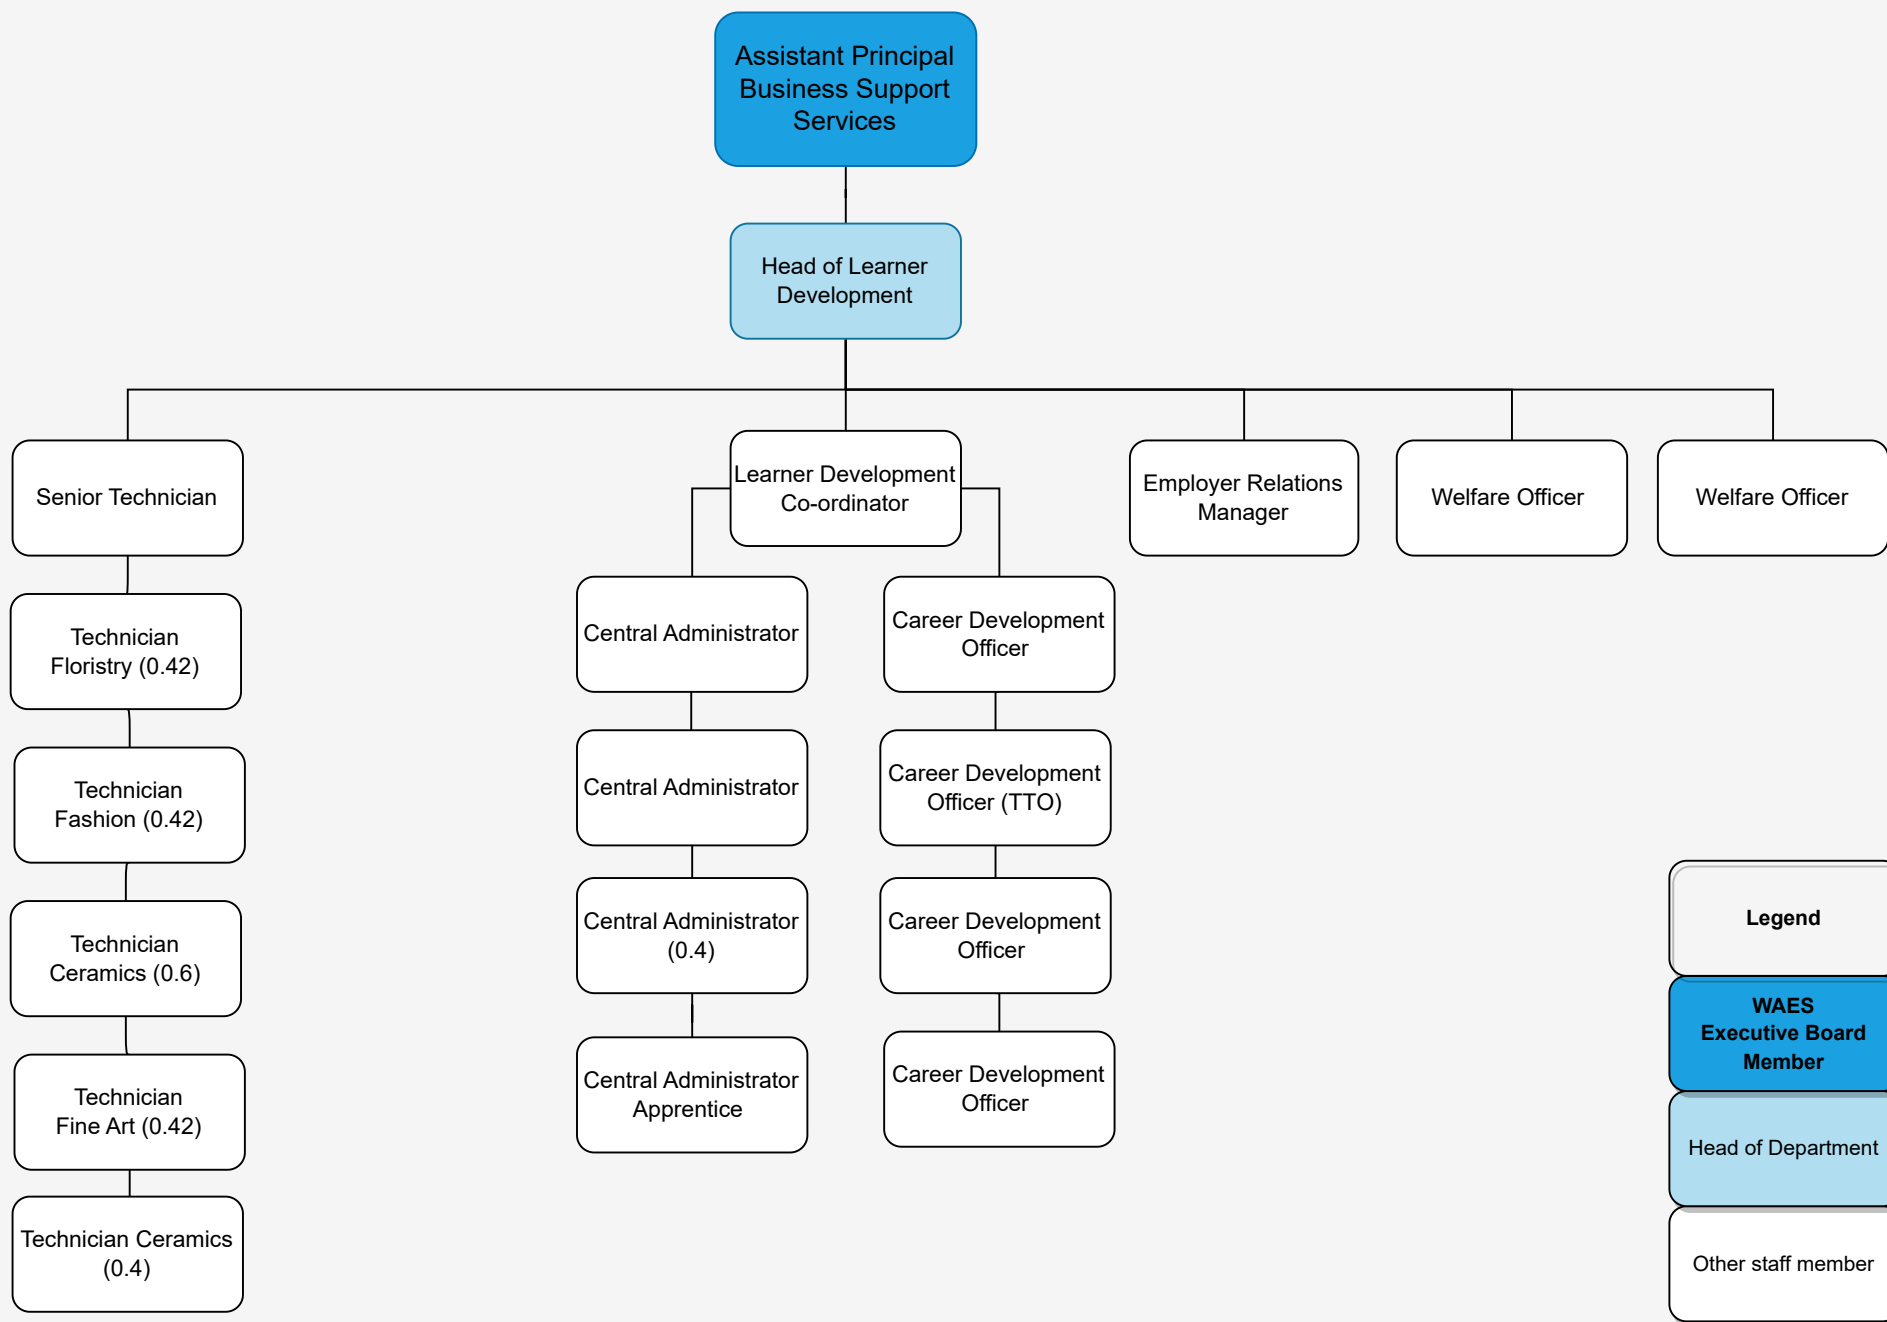 Assistant Principal
Business Support
Services
Head of Learner
Development
Senior Technician
Learner Development
Co-ordinator
Employer Relations
Manager
Welfare Officer
Welfare Officer
Technician
Floristry (0.42)
Technician
Fashion (0.42)
Technician
Ceramics (0.6)
Technician
Fine Art (0.42)
Technician Ceramics
(0.4)
Central Administrator
Central Administrator
Central Administrator
(0.4)
Central Administrator
Apprentice
Career Development
Officer
Career Development
Officer (TTO)
Career Development
Officer
Career Development
Officer
Legend
WAES
Executive Board
Member
Head of Department
Other staff member